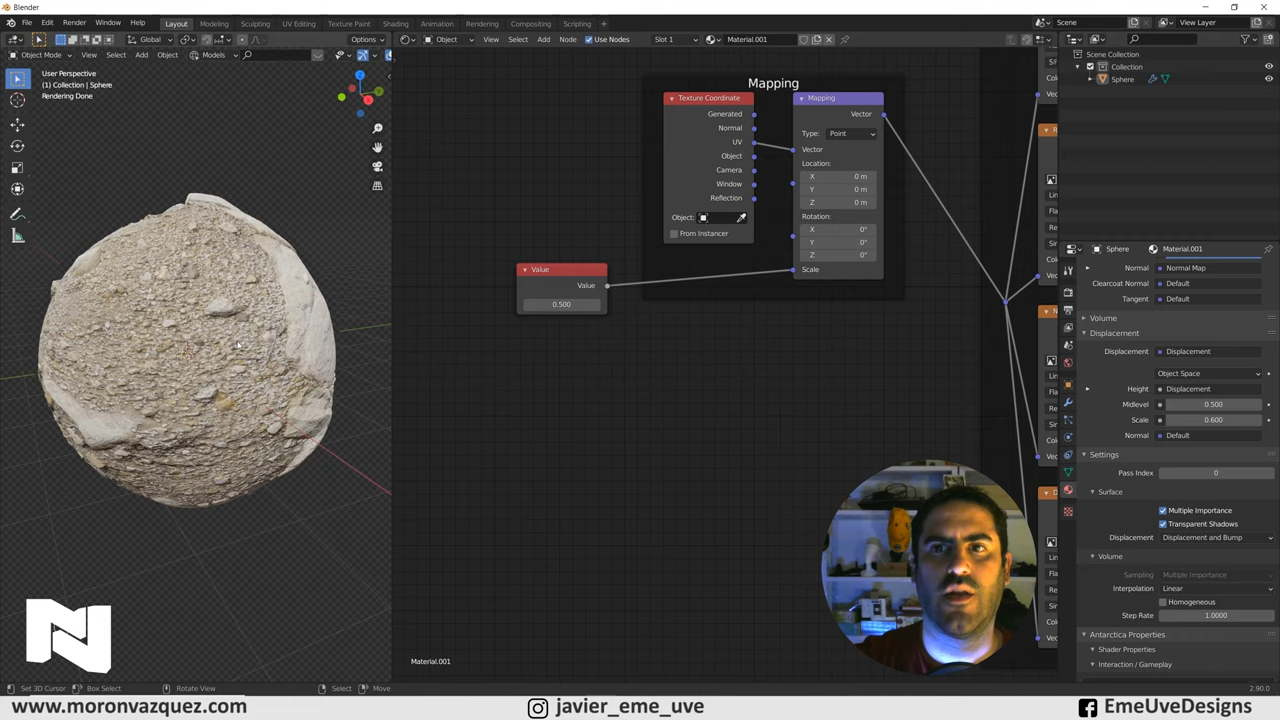 Blender
File Edit Render Window Help
Layout Modeling Sculpting UV Editing Texture Paint Shading Animation Rendering Compositing Scripting +
Scene
View Layer
Global
Options
Object
View Select Add Node Use Nodes
Slot 1
Material.001
Object Mode
View Select Add Object
Models
User Perspective
(1) Collection | Sphere
Rendering Done
Mapping
Texture Coordinate
Generated
Normal
UV
Object
Camera
Window
Reflection
Object:
From Instancer
Mapping
Vector
Type: Point
Vector
Location:
X 0 m
Y 0 m
Z 0 m
Rotation:
X 0°
Y 0°
Z 0°
Scale
Value
Value
0.500
Scene Collection
Collection
Sphere
Sphere
Material.001
Normal Normal Map
Clearcoat Normal Default
Tangent Default
Volume
Displacement
Displacement Displacement
Object Space
Height Displacement
Midlevel 0.500
Scale 0.600
Normal Default
Settings
Pass Index 0
Surface
Multiple Importance
Transparent Shadows
Displacement Displacement and Bump
Volume
Sampling Multiple Importance
Interpolation Linear
Homogeneous
Step Rate 1.0000
Antarctica Properties
Shader Properties
Interaction / Gameplay
Material.001
Set 3D Cursor Box Select Rotate View Select Move
2.90.0
www.moronvazquez.com javier_eme_uve EmeUveDesigns